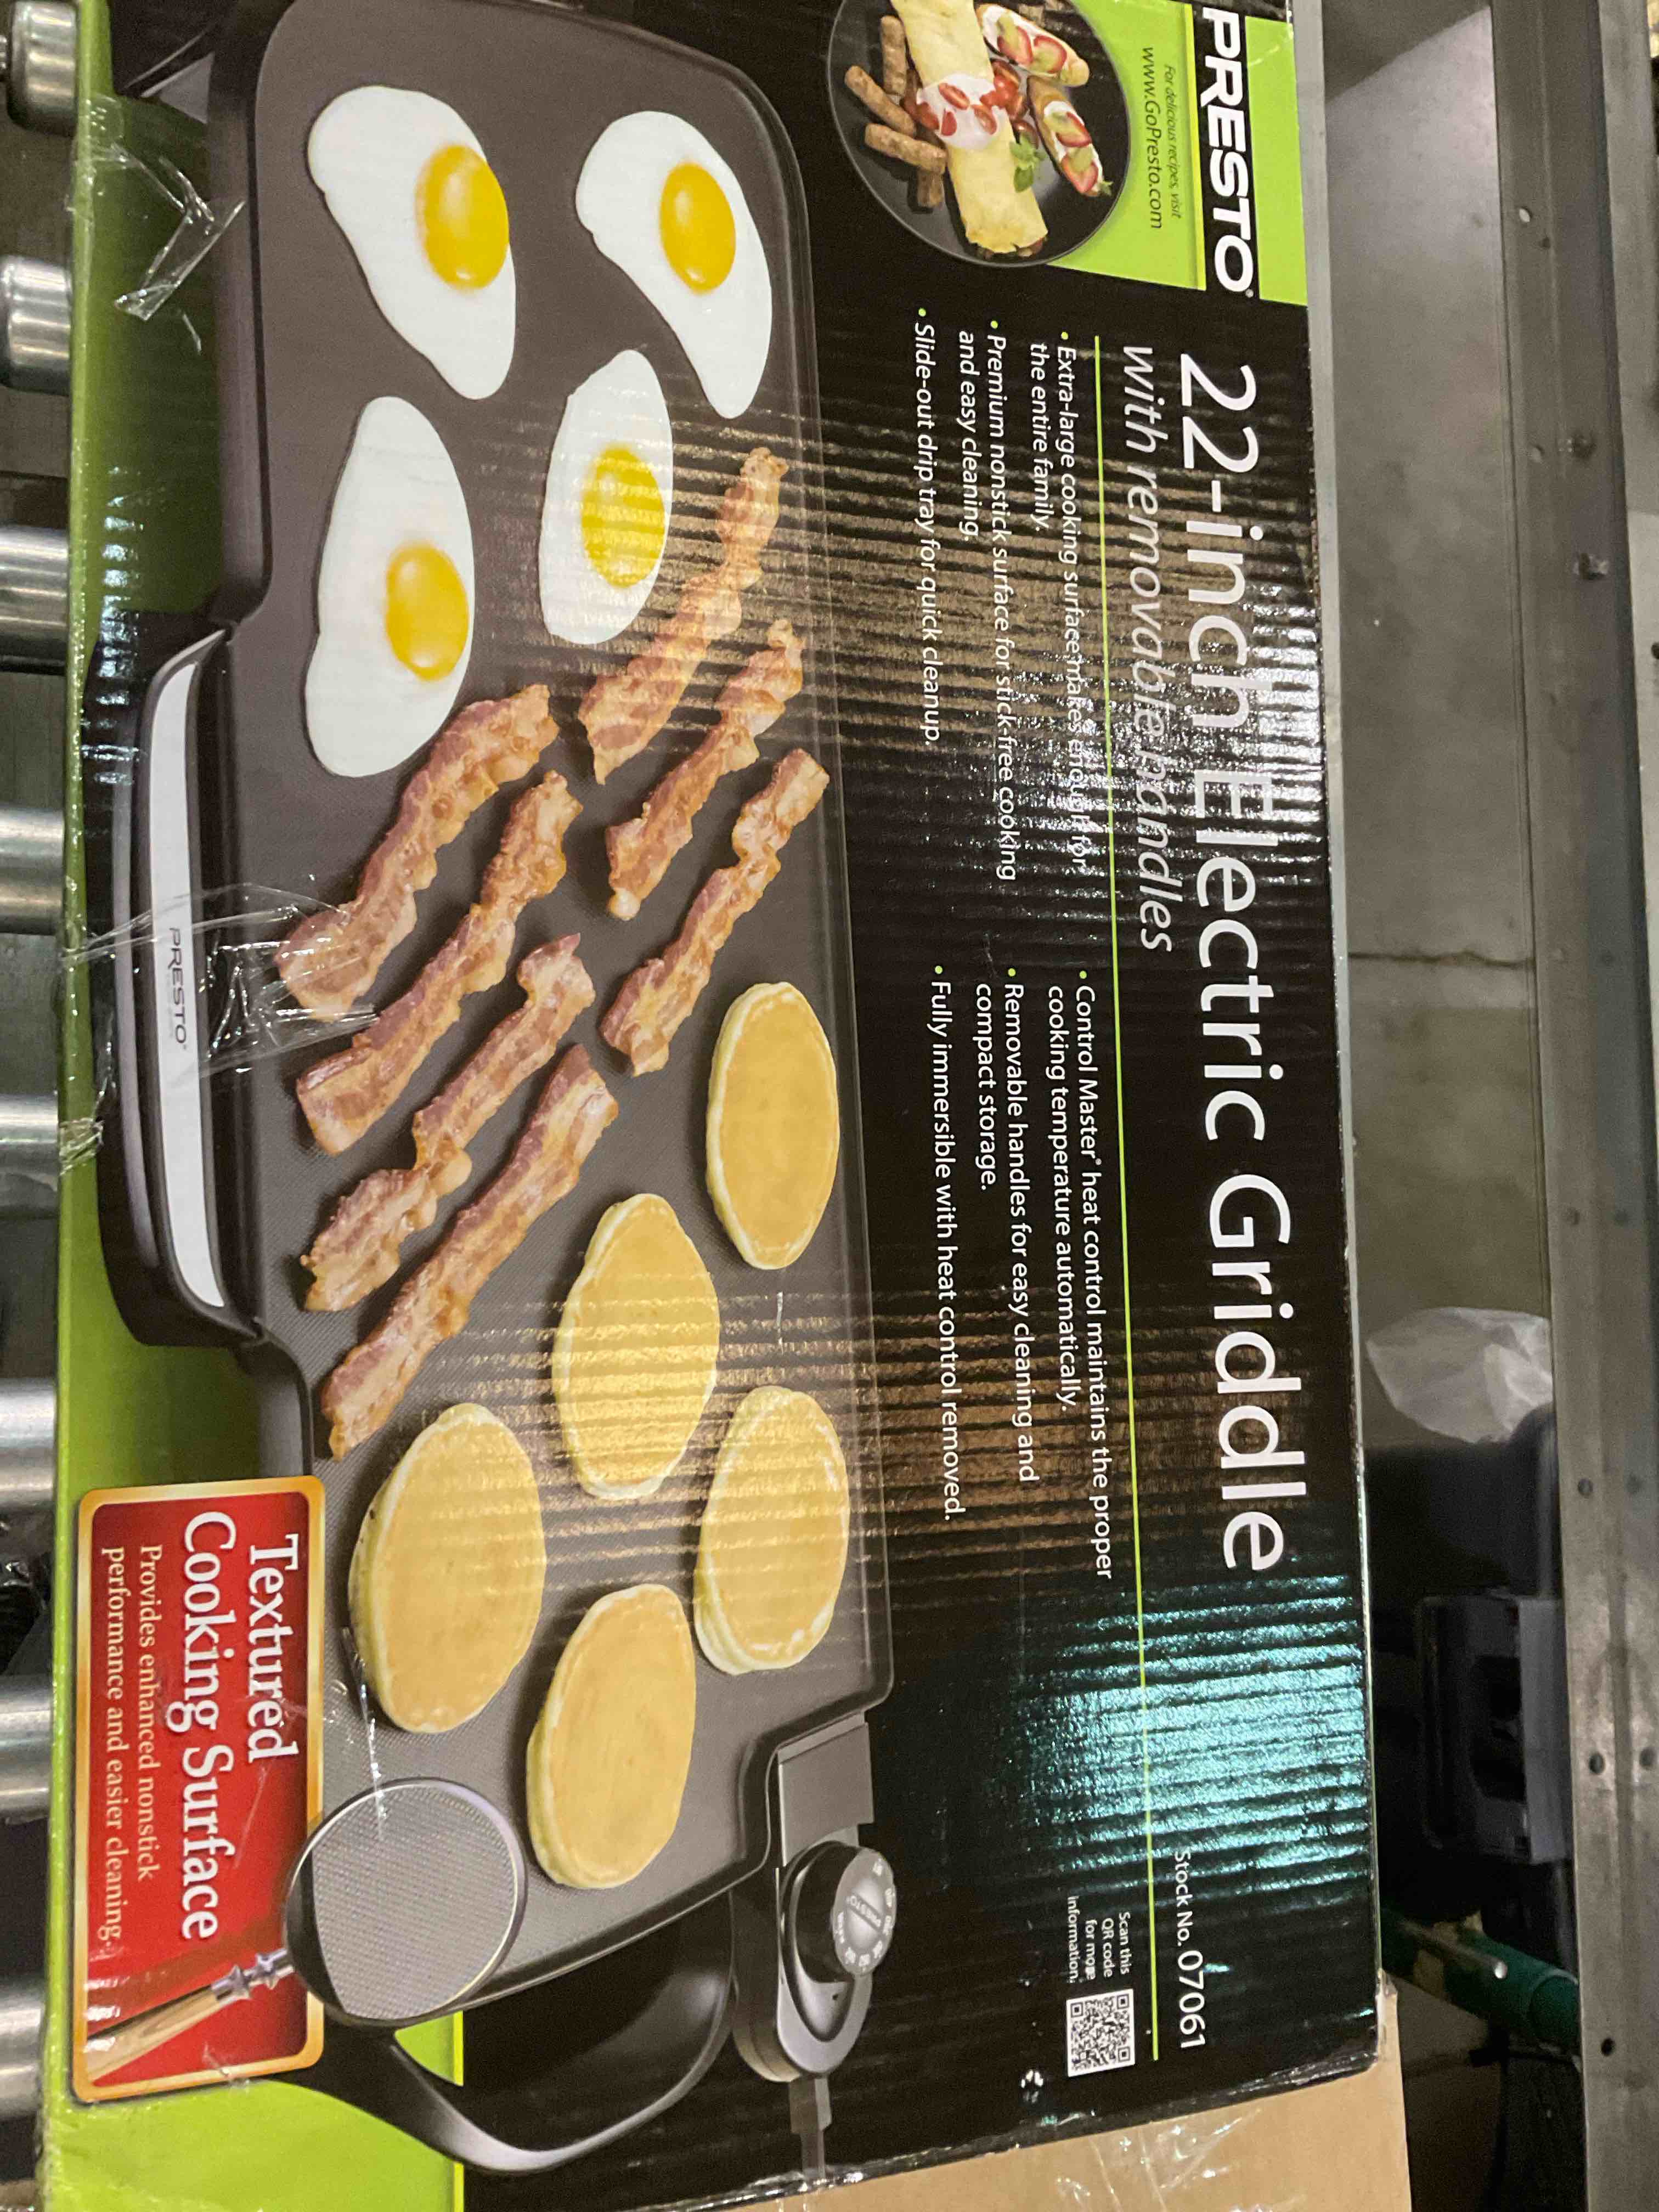 PRESTO®
For delicious recipes, visit
www.GoPresto.com
22-inch Electric Griddle
with removable handles
Stock No. 07061
• Extra-large cooking surface makes enough for
the entire family.
• Premium nonstick surface for stick-free cooking
and easy cleaning.
• Slide-out drip tray for quick cleanup.
• Control Master® heat control maintains the proper
cooking temperature automatically.
• Removable handles for easy cleaning and
compact storage.
• Fully immersible with heat control removed.
Scan this
QR code
for more
information.
PRESTO®
PRESTO
Textured
Cooking Surface
Provides enhanced nonstick
performance and easier cleaning.